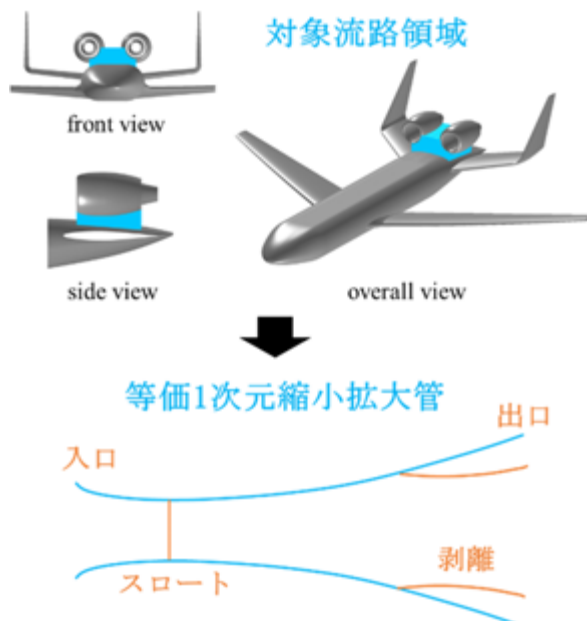 対象流路領域
front view
side view
overall view
等価1次元縮小拡大管
出口
入口
剥離
スロート